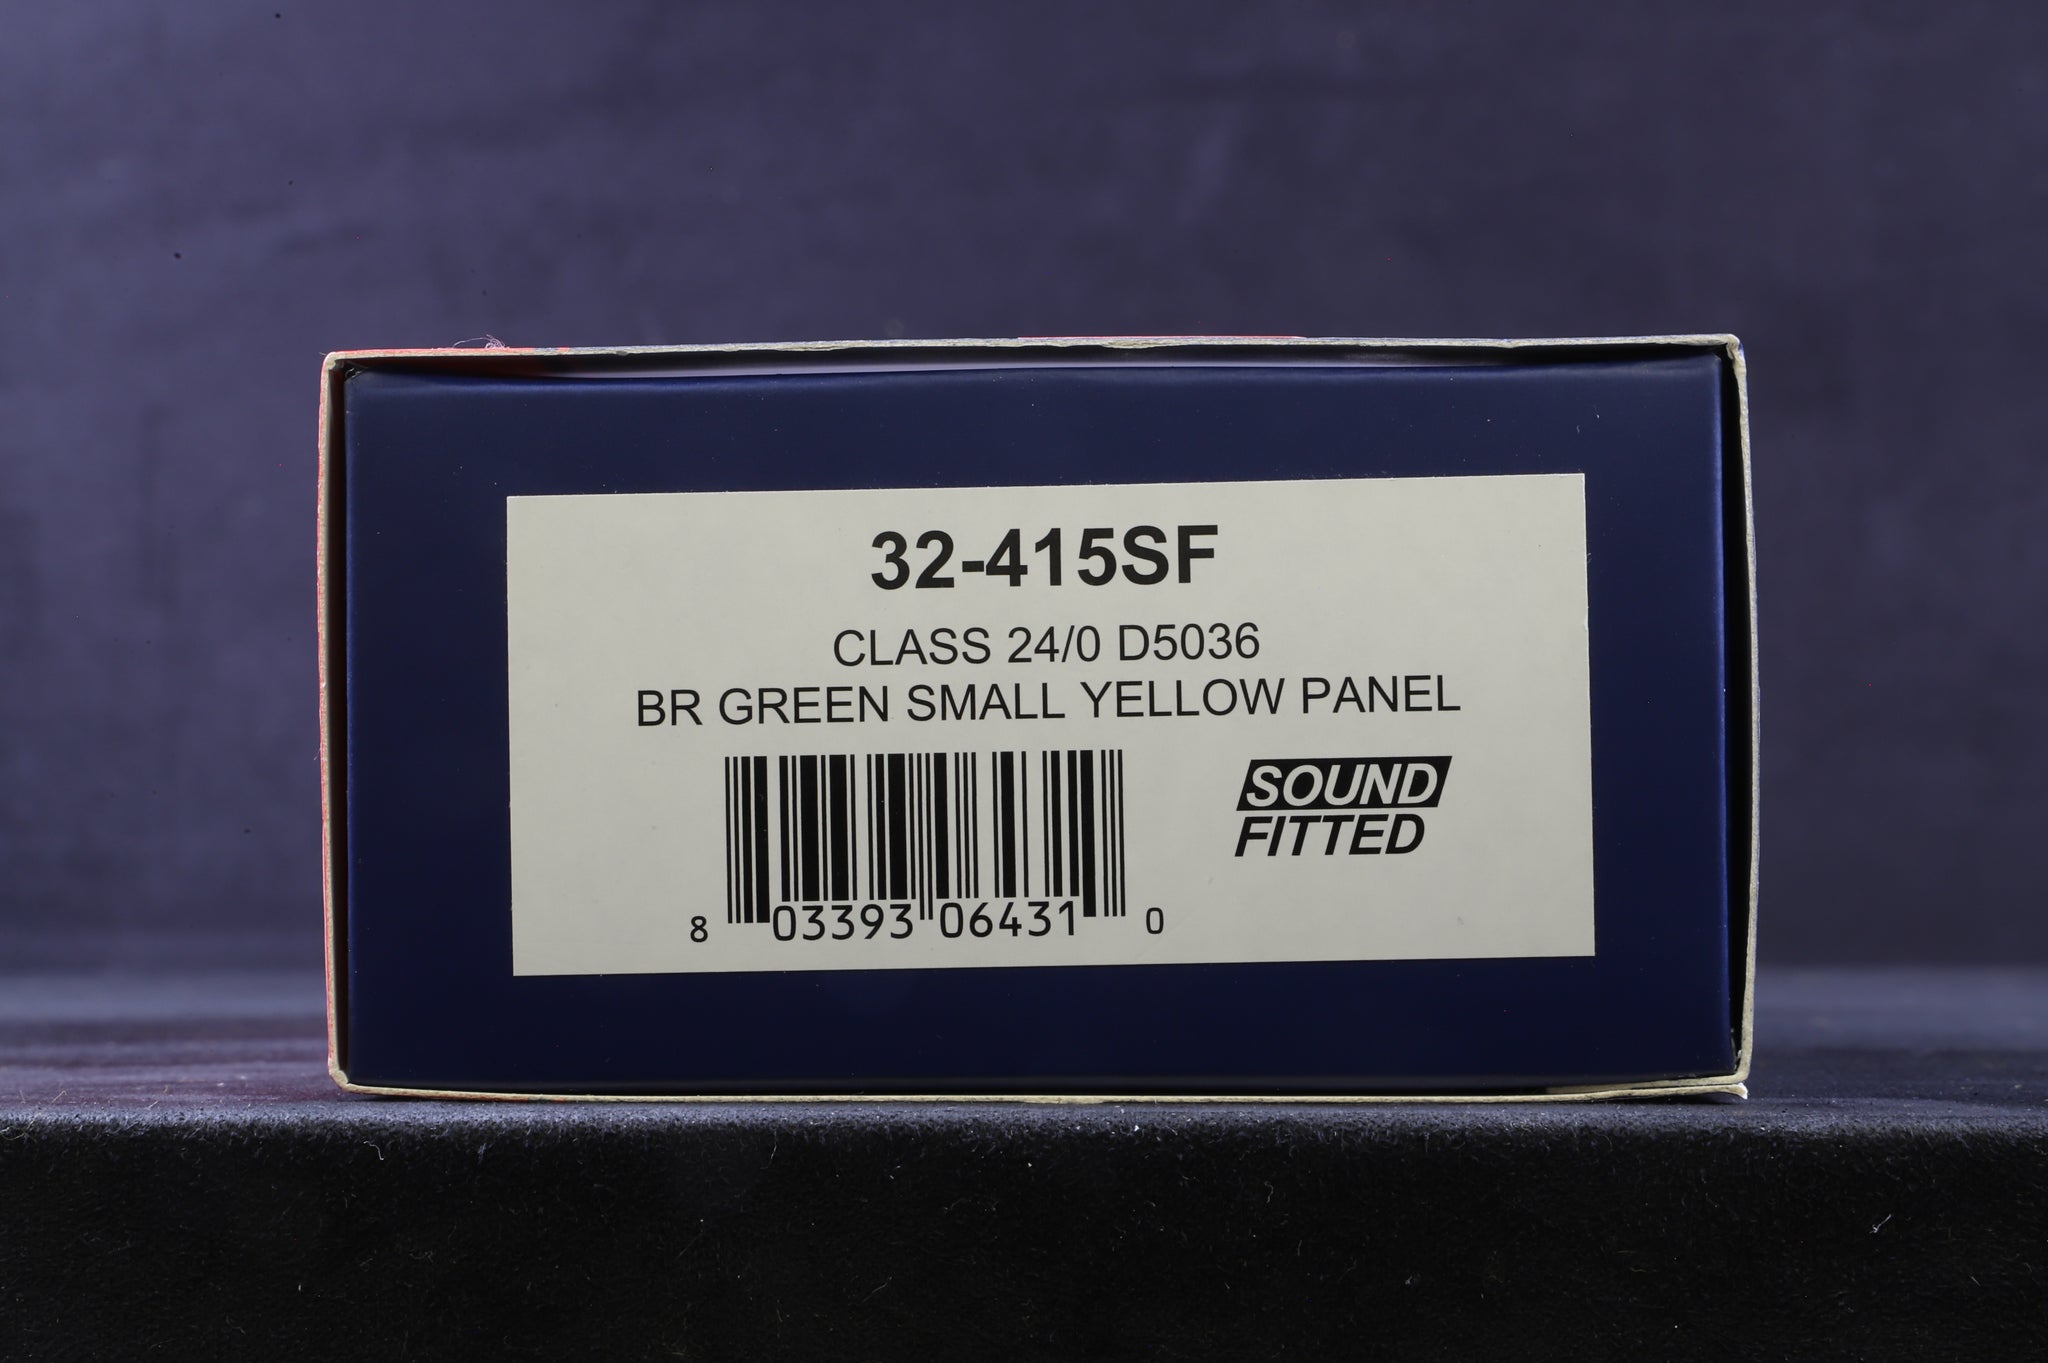 32-415SF
CLASS 24/0 D5036
BR GREEN SMALL YELLOW PANEL
SOUND
FITTED
8 03393 06431 0